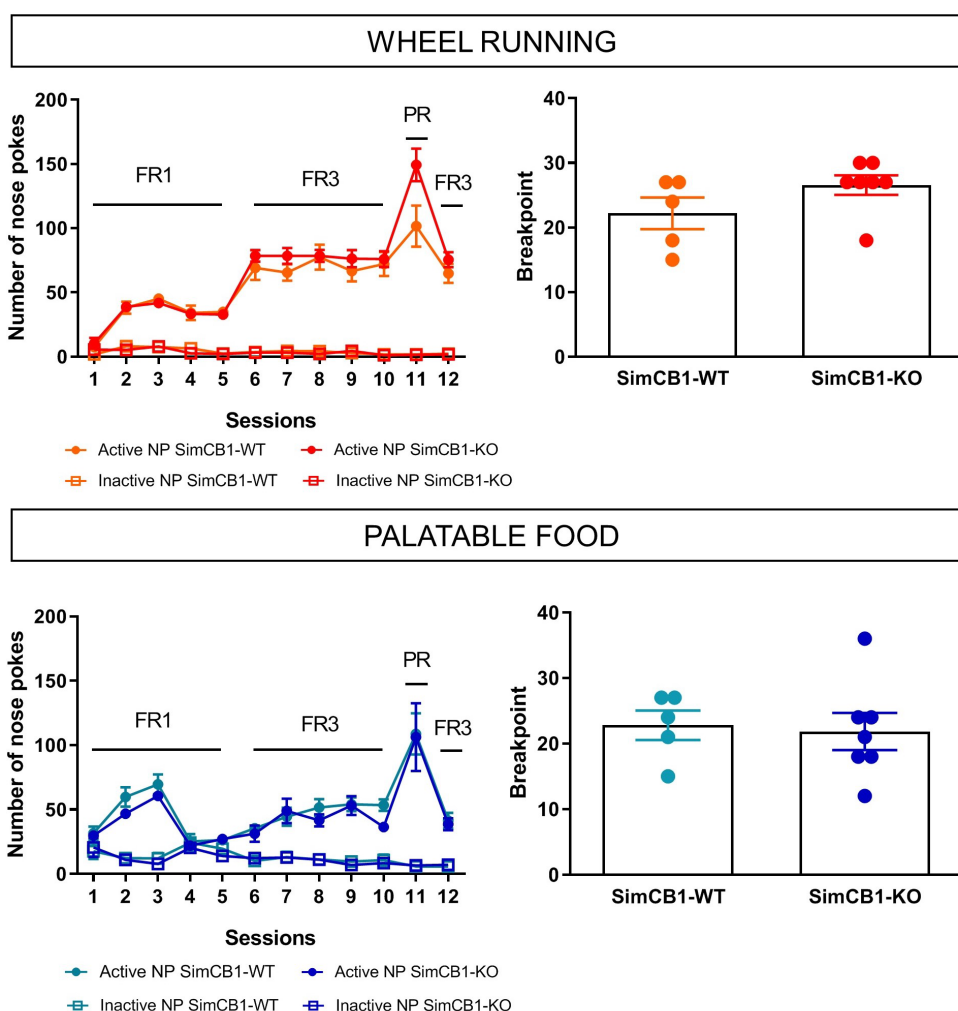 WHEEL RUNNING
Number of nose pokes
200
150
100
50
0
FR1
FR3
PR
FR3
1 2 3 4 5 6 7 8 9 10 11 12
Sessions
Active NP SimCB1-WT
Active NP SimCB1-KO
Inactive NP SimCB1-WT
Inactive NP SimCB1-KO
Breakpoint
40
30
20
10
0
SimCB1-WT
SimCB1-KO
PALATABLE FOOD
Number of nose pokes
200
150
100
50
0
FR1
FR3
PR
FR3
1 2 3 4 5 6 7 8 9 10 11 12
Sessions
Active NP SimCB1-WT
Active NP SimCB1-KO
Inactive NP SimCB1-WT
Inactive NP SimCB1-KO
Breakpoint
40
30
20
10
0
SimCB1-WT
SimCB1-KO